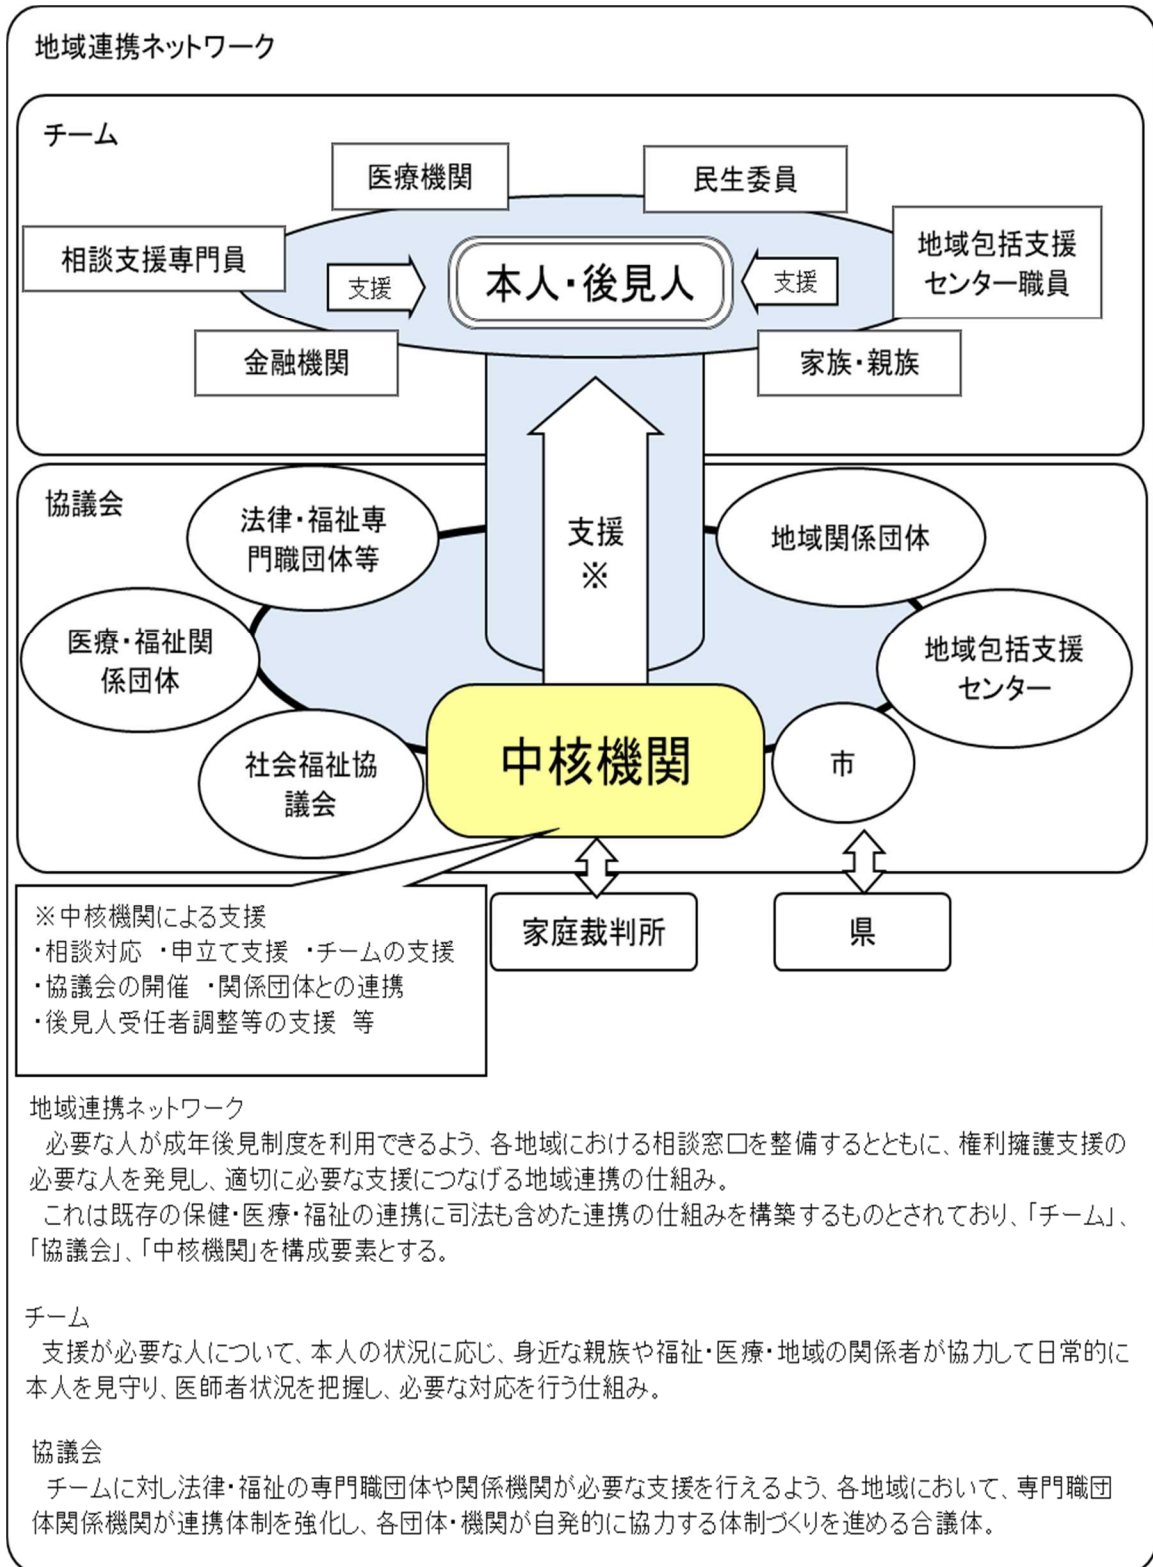 地域連携ネットワーク
チーム
医療機関
民生委員
相談支援専門員
地域包括支援
センター職員
支援
本人・後見人
支援
金融機関
家族・親族
協議会
法律・福祉専
門職団体等
地域関係団体
支援
※
医療・福祉関
係団体
地域包括支援
センター
社会福祉協
議会
中核機関
市
家庭裁判所
県
※中核機関による支援
・相談対応 ・申立て支援 ・チームの支援
・協議会の開催 ・関係団体との連携
・後見人受任者調整等の支援 等
地域連携ネットワーク
必要な人が成年後見制度を利用できるよう、各地域における相談窓口を整備するとともに、権利擁護支援の
必要な人を発見し、適切に必要な支援につなげる地域連携の仕組み。
これは既存の保健・医療・福祉の連携に司法も含めた連携の仕組みを構築するものとされており、「チーム」、
「協議会」、「中核機関」を構成要素とする。
チーム
支援が必要な人について、本人の状況に応じ、身近な親族や福祉・医療・地域の関係者が協力して日常的に
本人を見守り、医師者状況を把握し、必要な対応を行う仕組み。
協議会
チームに対し法律・福祉の専門職団体や関係機関が必要な支援を行えるよう、各地域において、専門職団
体関係機関が連携体制を強化し、各団体・機関が自発的に協力する体制づくりを進める合議体。